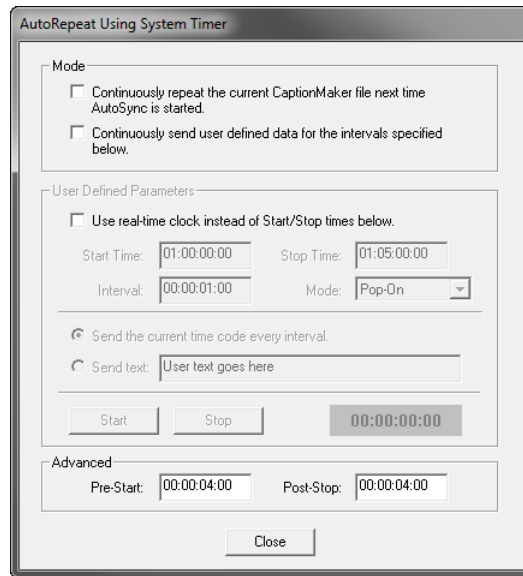 AutoRepeat Using System Timer
Mode
Continuously repeat the current CaptionMaker file next time
AutoSync is started.
Continuously send user defined data for the intervals specified
below.
User Defined Parameters
Use real-time clock instead of Start/Stop times below.
Start Time: 01:00:00:00 Stop Time: 01:05:00:00
Interval: 00:00:01:00 Mode: Pop-On
Send the current time code every interval.
Send text: User text goes here
Start Stop 00:00:00:00
Advanced
Pre-Start: 00:00:04:00 Post-Stop: 00:00:04:00
Close